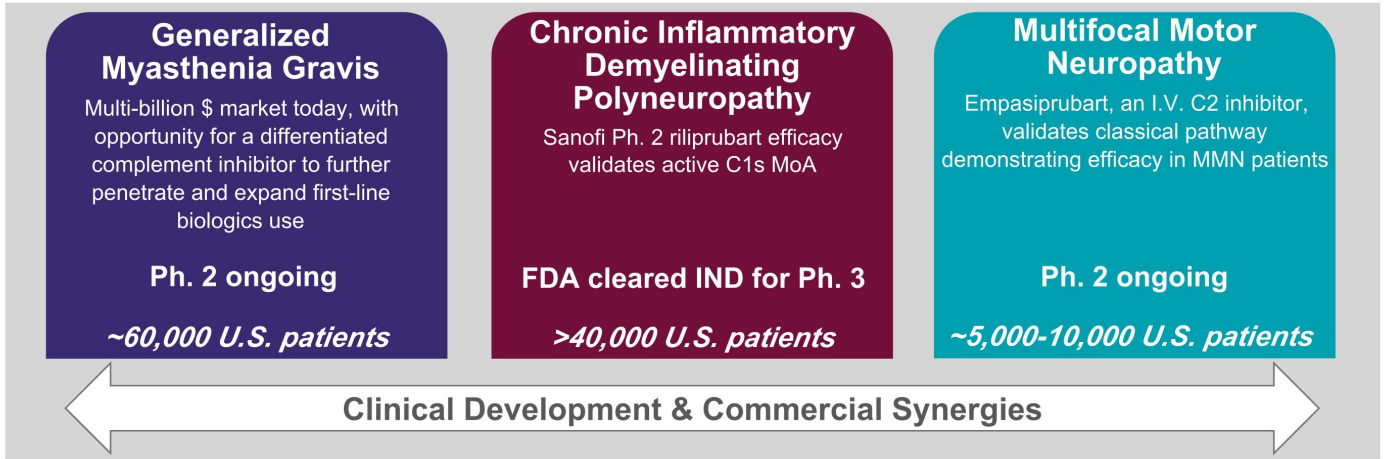 Generalized
Myasthenia Gravis
Multi-billion $ market today, with
opportunity for a differentiated
complement inhibitor to further
penetrate and expand first-line
biologics use
Ph. 2 ongoing
~60,000 U.S. patients
Chronic Inflammatory
Demyelinating
Polyneuropathy
Sanofi Ph. 2 riliprubart efficacy
validates active C1s MoA
FDA cleared IND for Ph. 3
>40,000 U.S. patients
Multifocal Motor
Neuropathy
Empasiprubart, an I.V. C2 inhibitor,
validates classical pathway
demonstrating efficacy in MMN patients
Ph. 2 ongoing
~5,000-10,000 U.S. patients
Clinical Development & Commercial Synergies